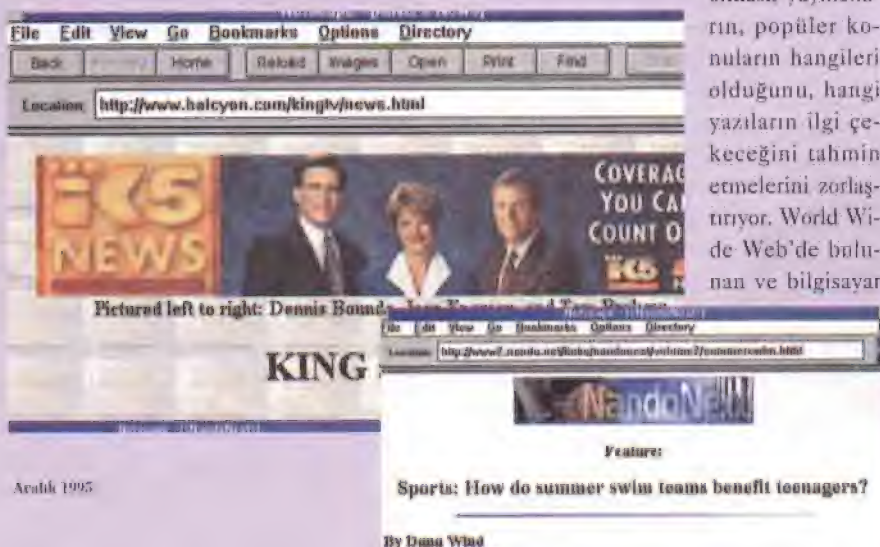 File Edit View Go Bookmarks Options Directory
Back Home Reload Images Open Print Find
Location: http://www.halcyon.com/kingtv/news.html
K5
NEWS
COVERAG
YOU CA
COUNT O
K5
Pictured left to right: Dennis Bounds, and
KING
Edit View Go Bookmarks Options Directory
Feature:
NandoNe
Sports: How do summer swim teams benefit teenagers?
By Dana Wind
rın, popüler ko-
nuların hangileri
olduğunu, hangi
yazıların ilgi çe-
keceğini tahmin
etmelerini zorlaş-
tırıyor. World Wi-
de Web'de bulu-
nan ve bilgisayar
Aralık 1995